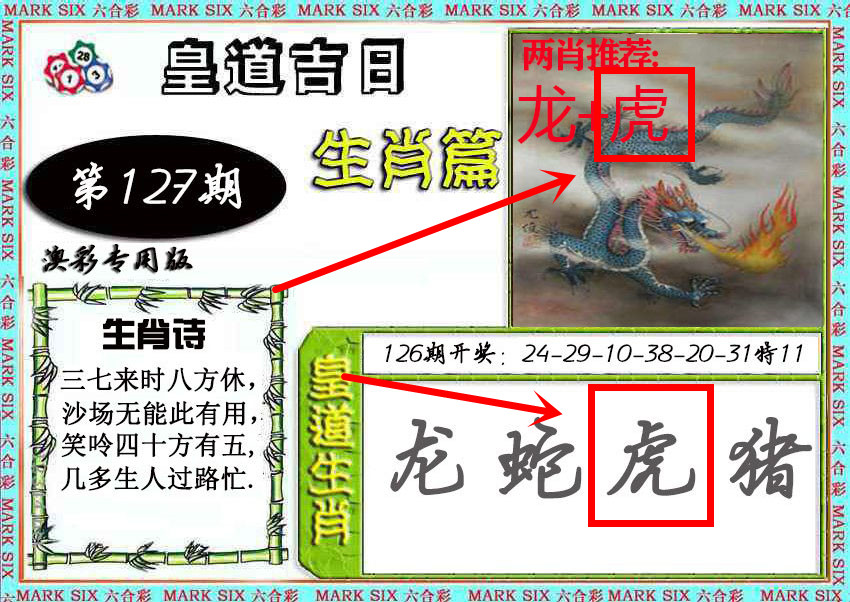 MARK SIX 六合彩 MARK SIX 六合彩 MARK SIX 六合彩 MARK SIX 六合彩 MARK SIX 六合彩 MARK SIX 六合彩
皇道吉日
28
1
3
两肖推荐:
龙+虎
生肖篇
第127期
澳彩专用版
生肖诗
三七来时八方休，
沙场无能此有用，
笑吟四十方有五，
几多生人过路忙.
126期开奖：24-29-10-38-20-31特11
皇道生肖
龙 蛇 虎 猪
MARK SIX 六合彩 MARK SIX 六合彩 MARK SIX 六合彩 MARK SIX 六合彩 MARK SIX 六合彩 MARK SIX 六合彩